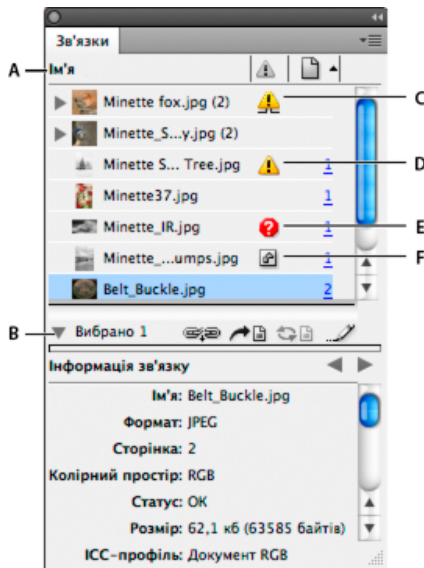 Зв'язки
A
Ім'я
Minette fox.jpg (2)
C
Minette_S...y.jpg (2)
Minette S... Tree.jpg
1
D
Minette37.jpg
1
Minette_IR.jpg
1
E
Minette_...umps.jpg
1
F
Belt_Buckle.jpg
2
B
Вибрано 1
Інформація зв'язку
Ім'я: Belt_Buckle.jpg
Формат: JPEG
Сторінка: 2
Колірний простір: RGB
Статус: OK
Розмір: 62,1 кб (63585 байтів)
ICC-профіль: Документ RGB